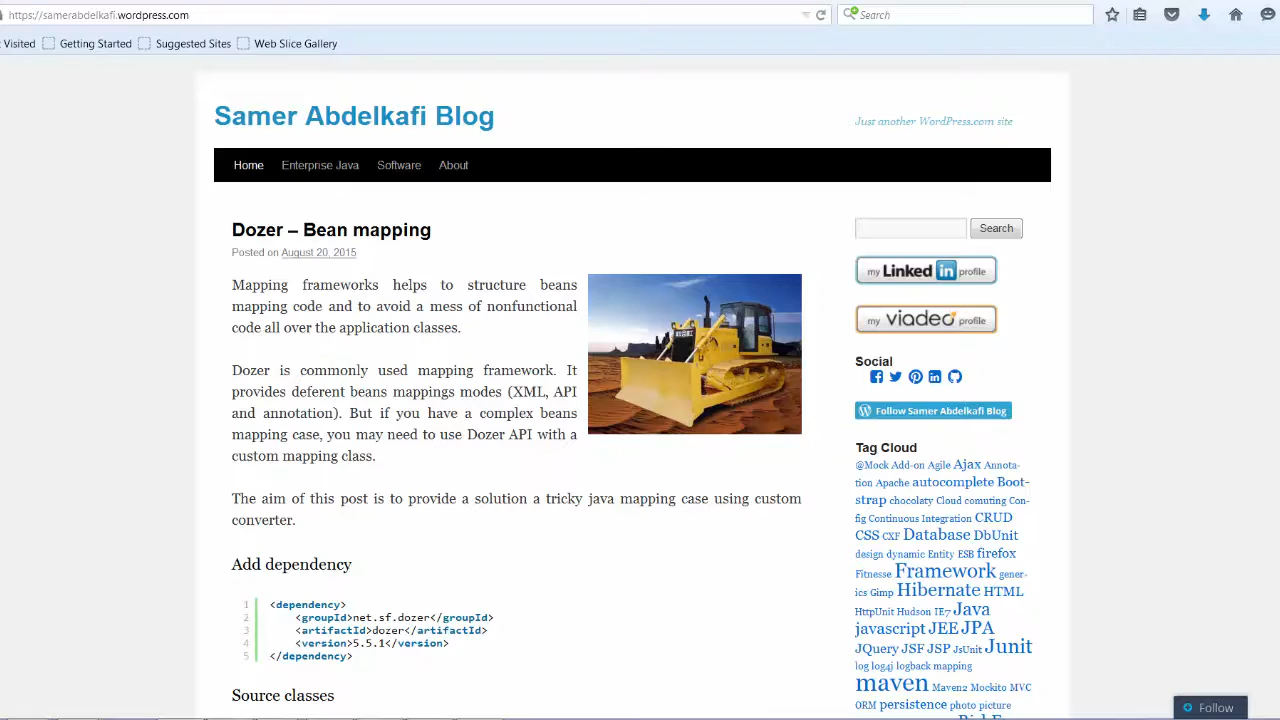 https://samerabdelkafi.wordpress.com
Search
Visited
Getting Started
Suggested Sites
Web Slice Gallery
Samer Abdelkafi Blog
Just another WordPress.com site
Home
Enterprise Java
Software
About
Dozer – Bean mapping
Posted on August 20, 2015
Mapping frameworks helps to structure beans
mapping code and to avoid a mess of nonfunctional
code all over the application classes.
Dozer is commonly used mapping framework. It
provides deferent beans mappings modes (XML, API
and annotation). But if you have a complex beans
mapping case, you may need to use Dozer API with a
custom mapping class.
The aim of this post is to provide a solution a tricky java mapping case using custom
converter.
Add dependency
1 <dependency>
2 <groupId>net.sf.dozer</groupId>
3 <artifactId>dozer</artifactId>
4 <version>5.5.1</version>
5 </dependency>
Source classes
Search
my Linked in profile
my viadeo profile
Social
Follow Samer Abdelkafi Blog
Tag Cloud
@Mock Add-on Agile Ajax Annota-
tion Apache autocomplete Boot-
strap chocolaty Cloud comuting Con-
fig Continuous Integration CRUD
CSS CXF Database DbUnit
design dynamic Entity ESB firefox
Fitnesse Framework gener-
ics Gimp Hibernate HTML
HttpUnit Hudson IE7 Java
javascript JEE JPA
JQuery JSF JSP JsUnit Junit
log log4j logback mapping
maven Maven2 Mockito MVC
ORM persistence photo picture
Follow